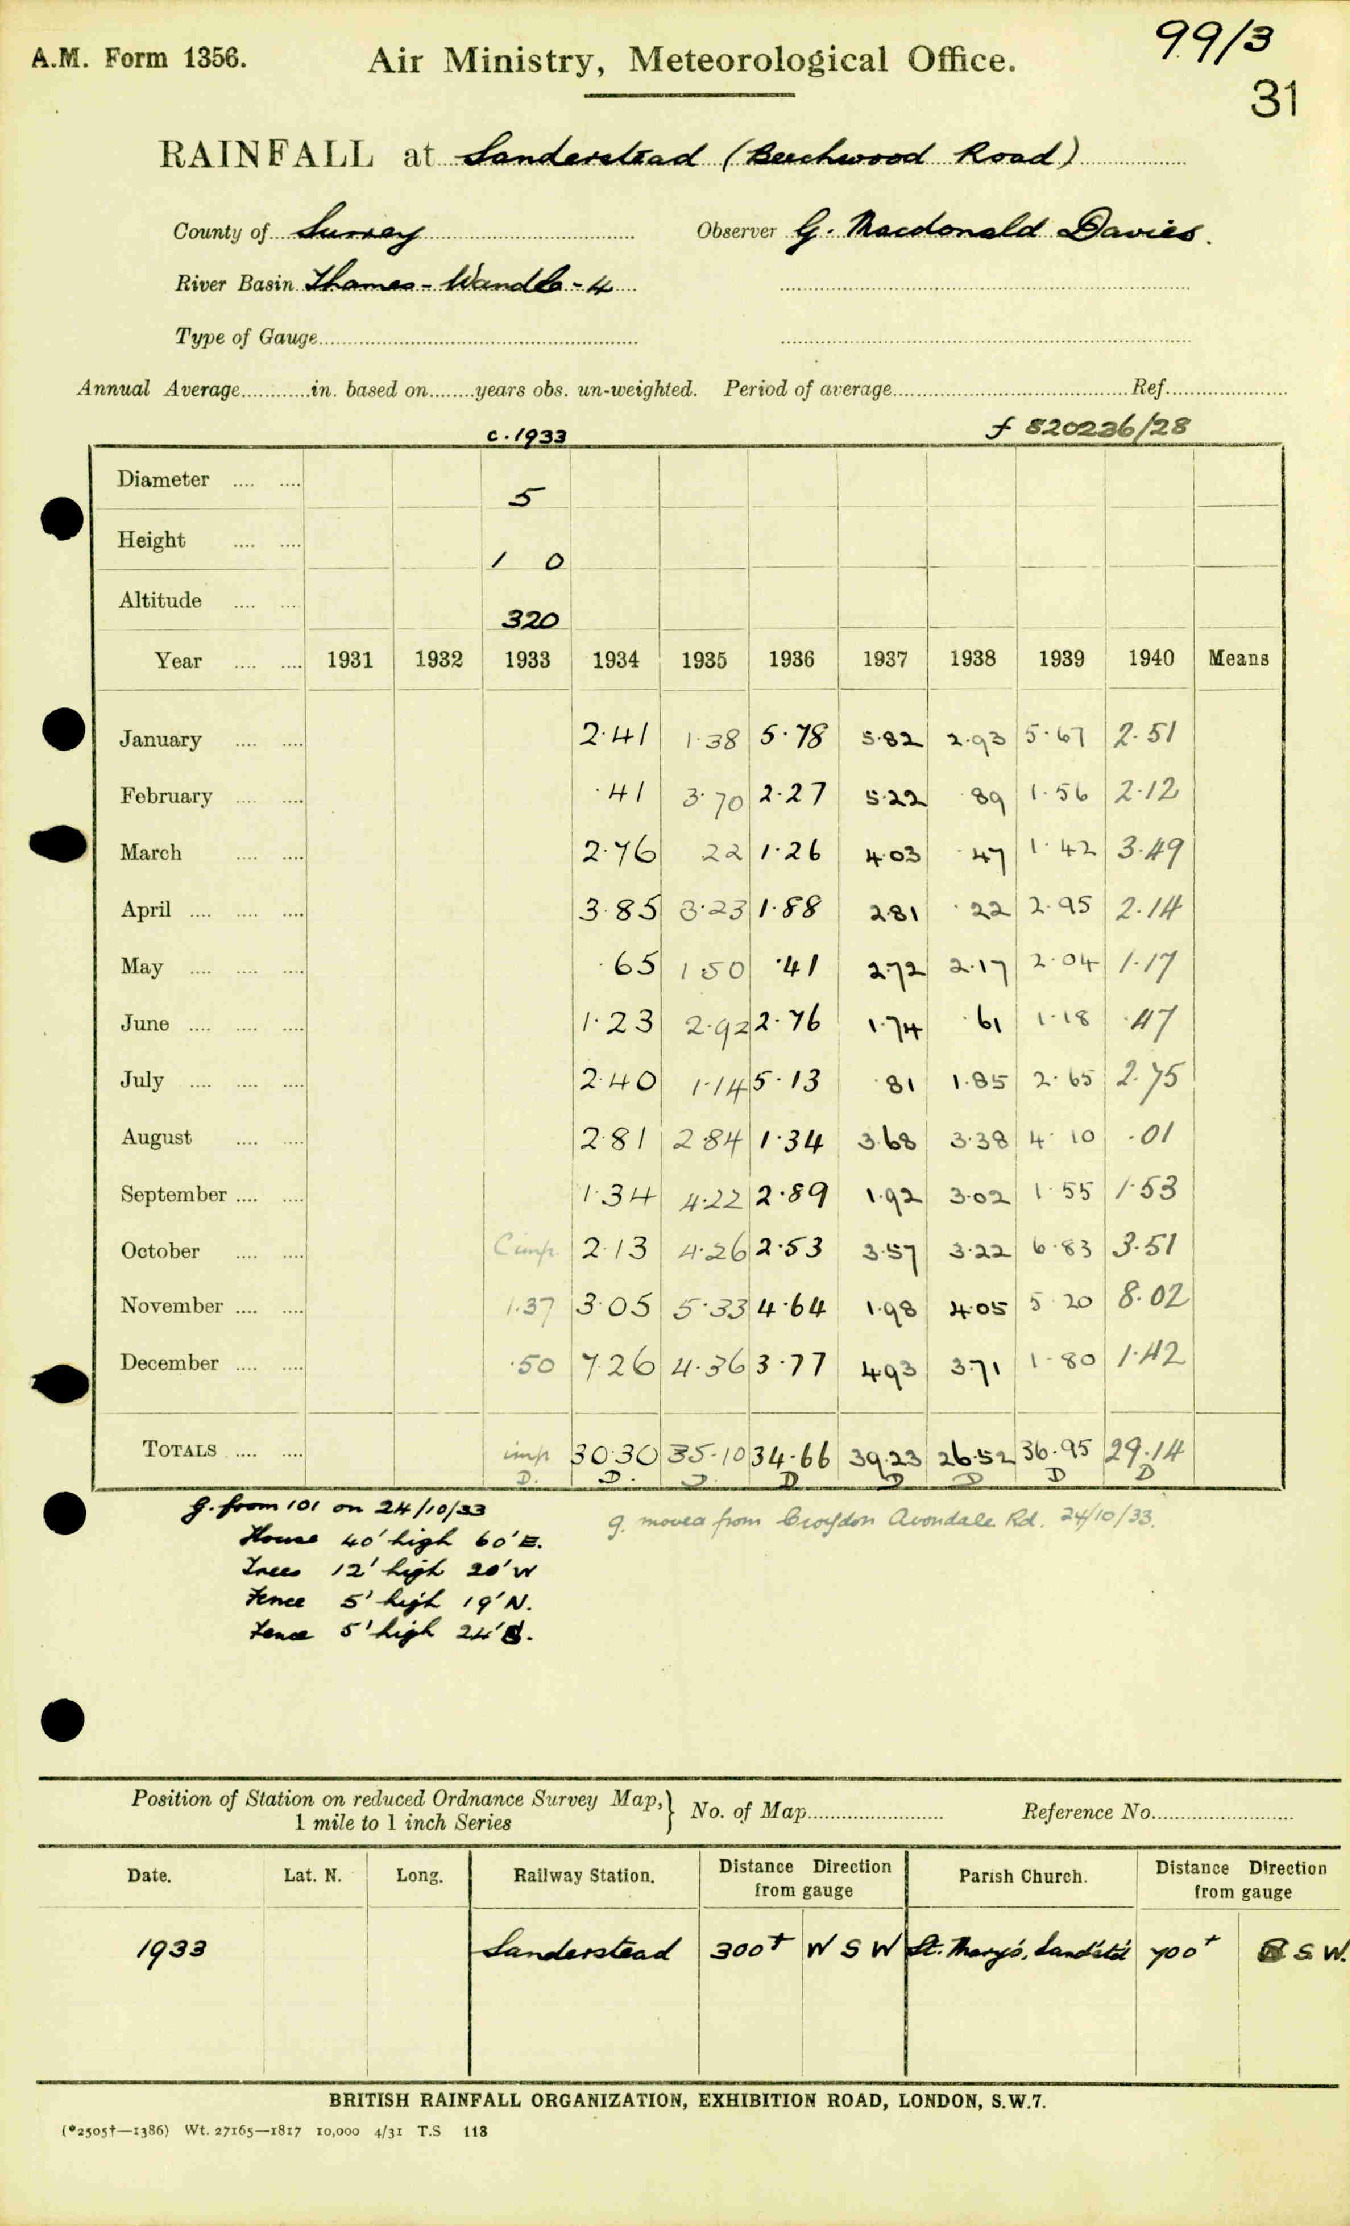 99/3
A.M. Form 1356. Air Ministry, Meteorological Office.
31
RAINFALL at Sanderstead (Beechwood Road)
County of Surrey Observer G. Macdonald Davies.
River Basin Thames - Wandle - 4
Type of Gauge
Annual Average in. based on years obs. un-weighted. Period of average Ref.
c. 1933 f 820236/28
Diameter 5
Height 1 0
Altitude 320
Year 1931 1932 1933 1934 1935 1936 1937 1938 1939 1940 Means
January 2.41 1.38 5.78 5.82 2.93 5.67 2.51
February .41 3.70 2.27 5.22 .89 1.56 2.12
March 2.76 22 1.26 4.03 .47 1.42 3.49
April 3.85 3.23 1.88 2.81 .22 2.95 2.14
May .65 1 50 .41 2.72 2.17 2.04 1.17
June 1.23 2.92 2.76 1.74 .61 1.18 .47
July 2.40 1.14 5.13 .81 1.85 2.65 2.75
August 2.81 2.84 1.34 3.68 3.38 4.10 .01
September 1.34 4.22 2.89 1.92 3.02 1.55 1.53
October C imp. 2.13 4.26 2.53 3.57 3.22 6.83 3.51
November 1.37 3.05 5.33 4.64 1.98 4.05 5.20 8.02
December .50 7.26 4.36 3.77 4.93 3.71 1.80 1.42
TOTALS imp 30.30 35.10 34.66 39.23 26.52 36.95 29.14
D. D. D. D D D D D
g. from 101 on 24/10/33
g. moved from Croydon Avondale Rd. 24/10/33.
House 40' high 60' E.
Trees 12' high 20' W
Fence 5' high 19' N.
Fence 5' high 24' S.
Position of Station on reduced Ordnance Survey Map, } No. of Map Reference No.
1 mile to 1 inch Series
Date. Lat. N. Long. Railway Station. Distance Direction from gauge Parish Church. Distance Direction from gauge
1933 Sanderstead 300+ W S W St. Mary's, Sand'st'd 700+ S S W.
BRITISH RAINFALL ORGANIZATION, EXHIBITION ROAD, LONDON, S.W.7.
(*2505†—1386) Wt. 27165—1817 10,000 4/31 T.S 118